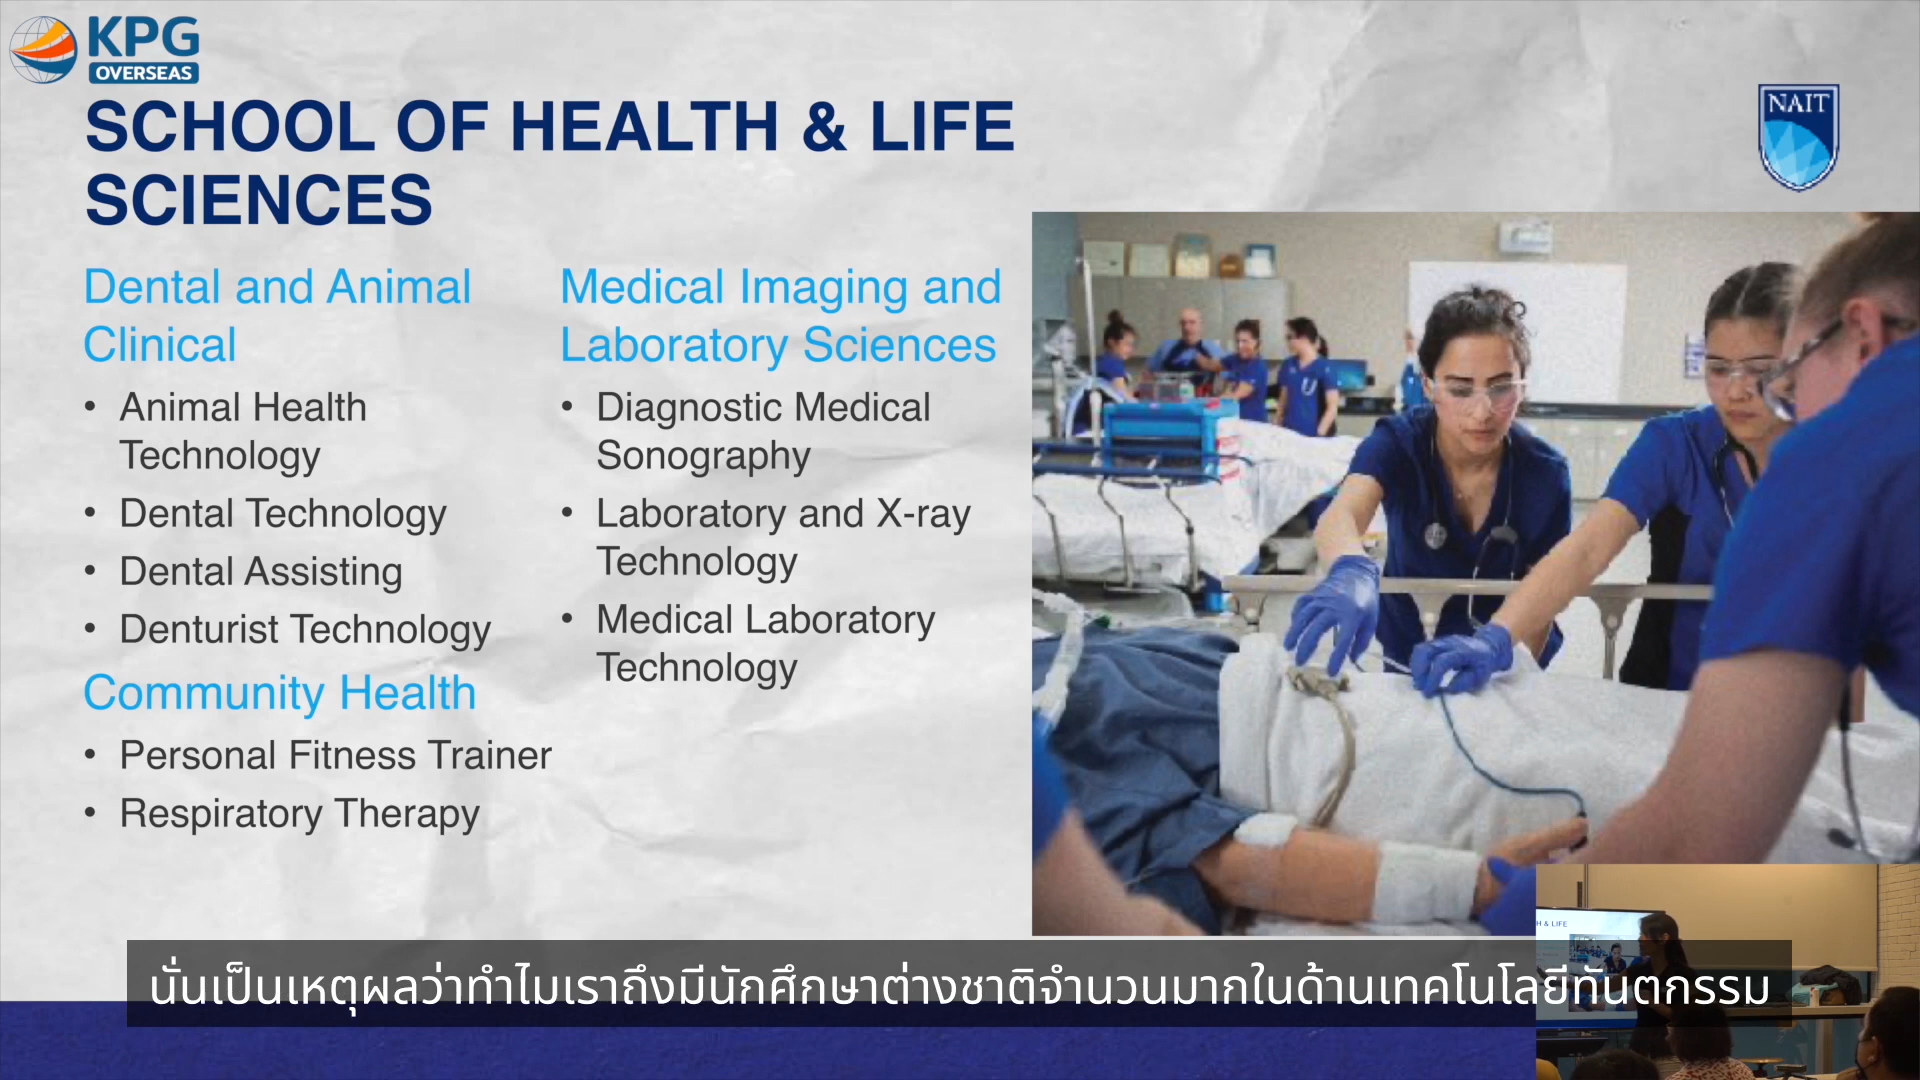 KPG
OVERSEAS
SCHOOL OF HEALTH & LIFE
SCIENCES
NAIT
Dental and Animal
Clinical
• Animal Health
Technology
• Dental Technology
• Dental Assisting
• Denturist Technology
Community Health
• Personal Fitness Trainer
• Respiratory Therapy
Medical Imaging and
Laboratory Sciences
• Diagnostic Medical
Sonography
• Laboratory and X-ray
Technology
• Medical Laboratory
Technology
H & LIFE
นั่นเป็นเหตุผลว่าทำไมเราถึงมีนักศึกษาต่างชาติจำนวนมากในด้านเทคโนโลยีทันตกรรม